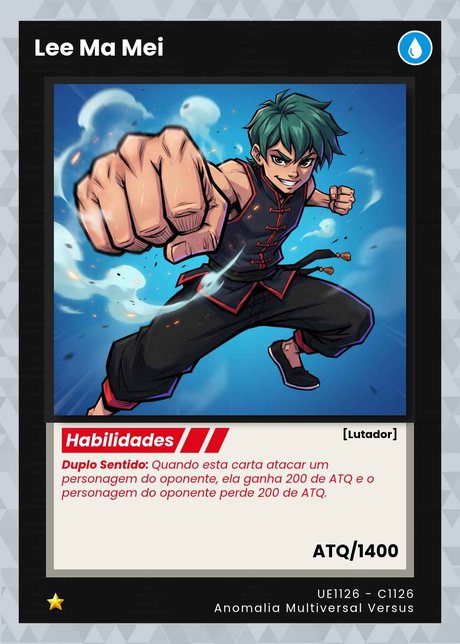 Lee Ma Mei
Habilidades
[Lutador]
Duplo Sentido: Quando esta carta atacar um
personagem do oponente, ela ganha 200 de ATQ e o
personagem do oponente perde 200 de ATQ.
ATQ/1400
UE1126 - C1126
Anomalia Multiversal Versus